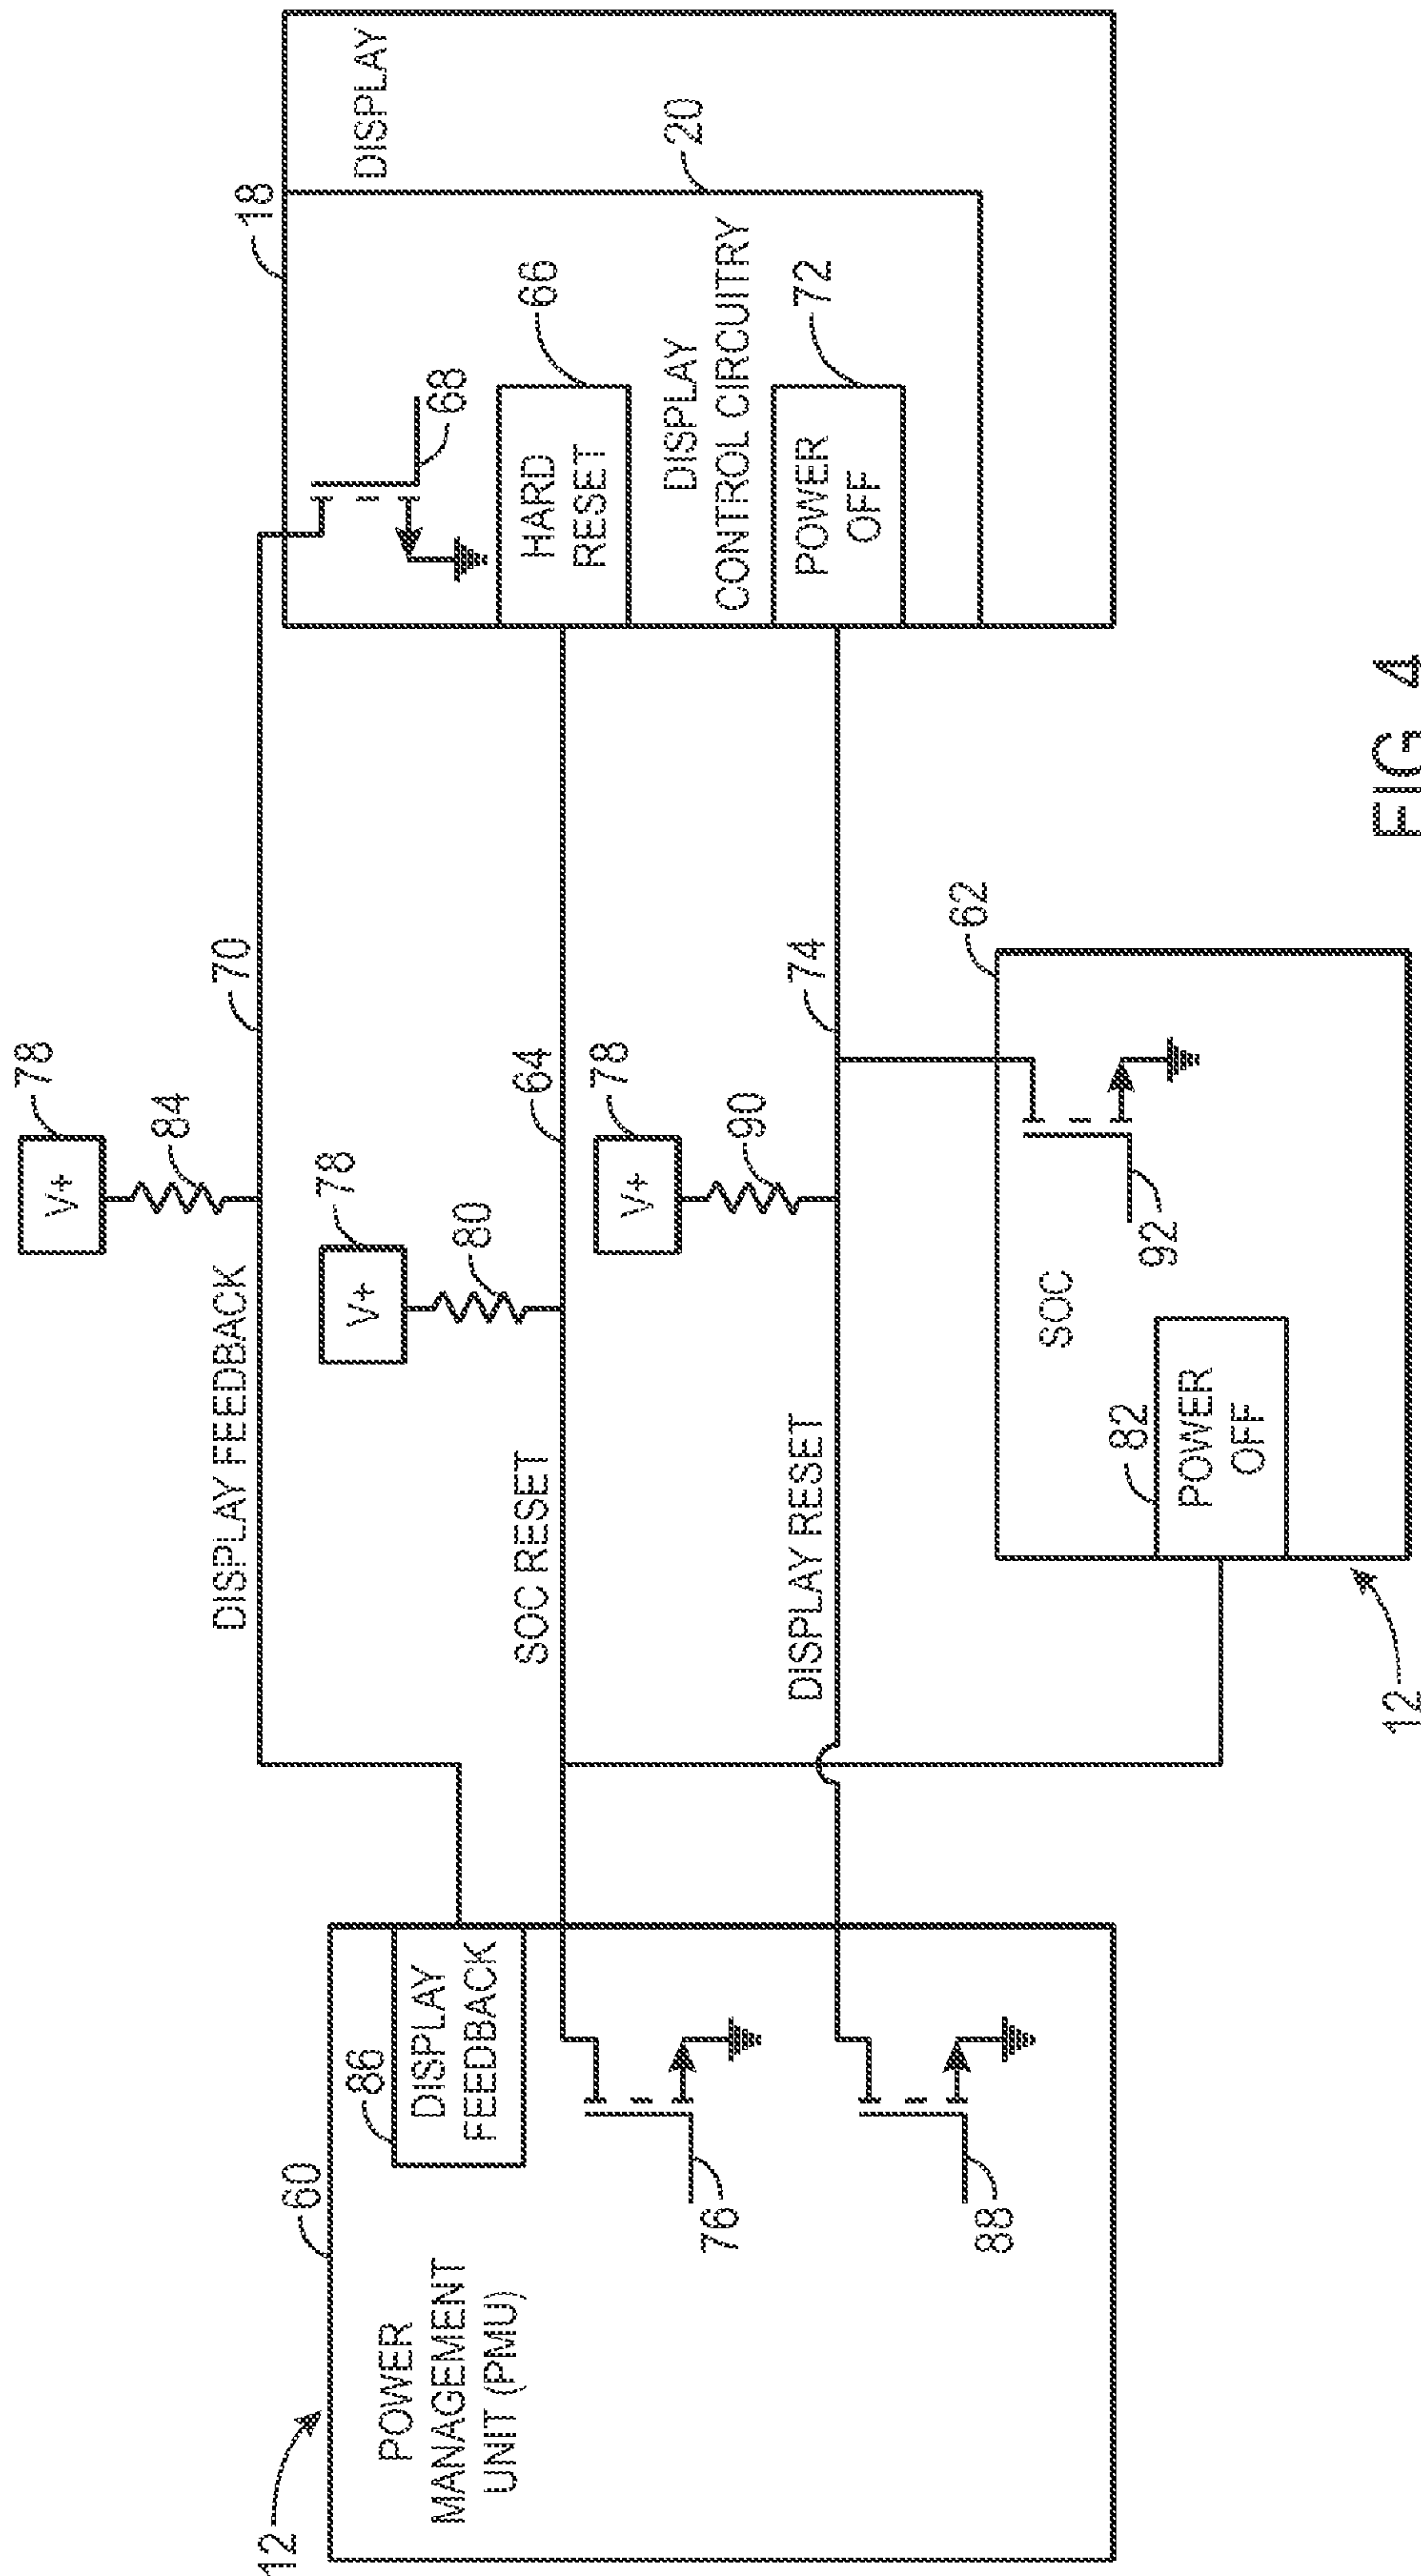 12
60
POWER
MANAGEMENT
UNIT (PMU)
86
DISPLAY
FEEDBACK
76
88
DISPLAY FEEDBACK
70
78
V+
84
SOC RESET
64
78
V+
80
DISPLAY RESET
74
78
V+
90
12
62
SOC
82
POWER
OFF
92
18
DISPLAY
20
68
HARD
RESET
66
DISPLAY
CONTROL CIRCUITRY
POWER
OFF
72
FIG 4